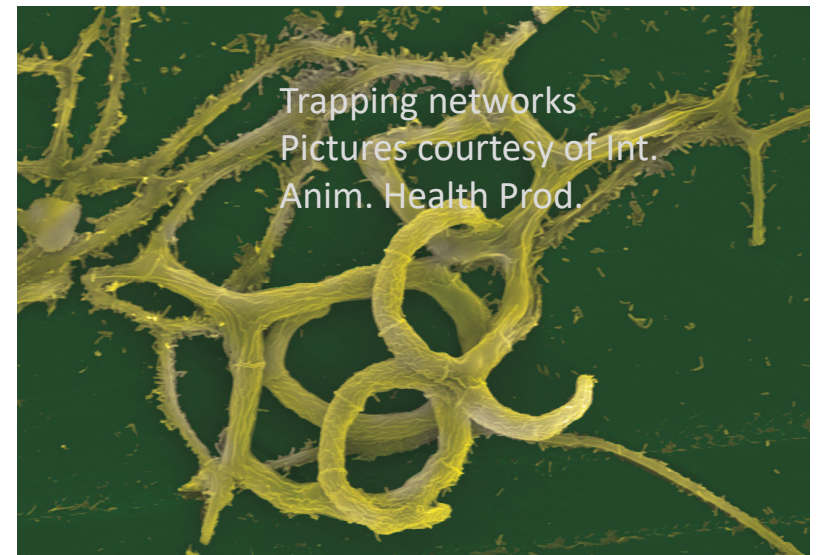 Trapping networks
Pictures courtesy of Int.
Anim. Health Prod.